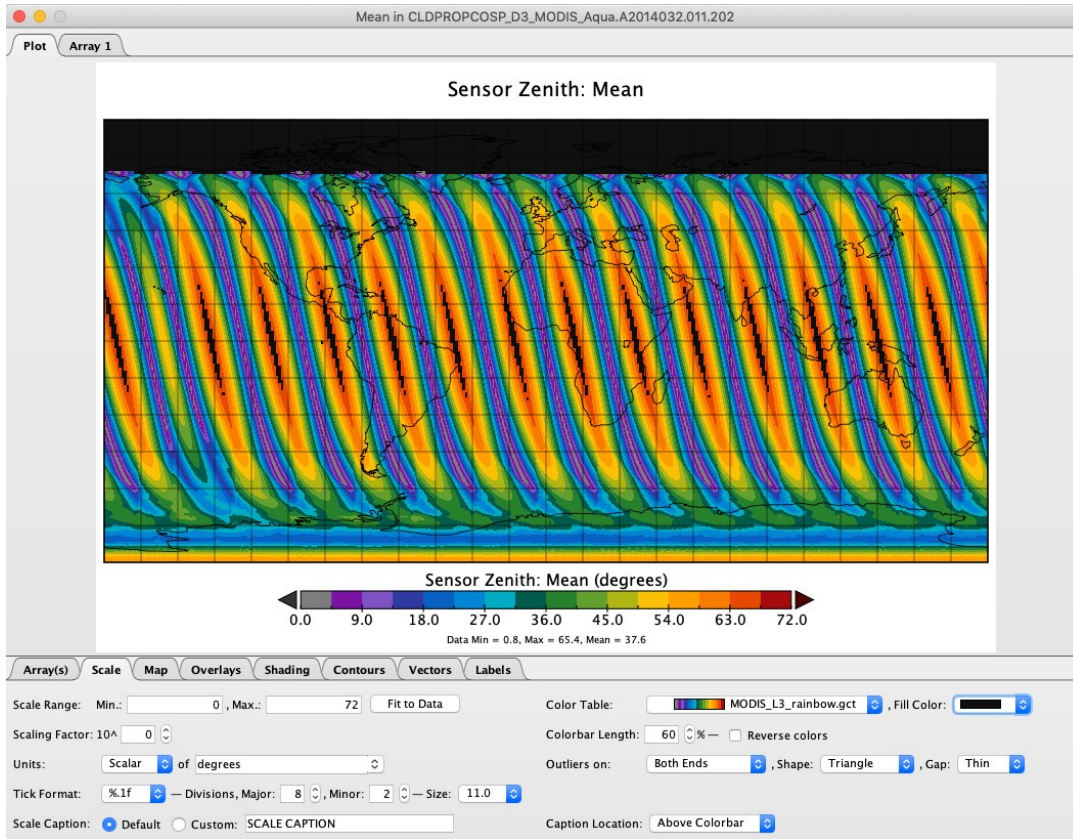 Mean in CLDPROPCOSP_D3_MODIS_Aqua.A2014032.011.202
Plot Array 1
Sensor Zenith: Mean
Sensor Zenith: Mean (degrees)
0.0 9.0 18.0 27.0 36.0 45.0 54.0 63.0 72.0
Data Min = 0.8, Max = 65.4, Mean = 37.6
Array(s) Scale Map Overlays Shading Contours Vectors Labels
Scale Range: Min.: 0 , Max.: 72 Fit to Data Color Table: MODIS_L3_rainbow.gct , Fill Color:
Scaling Factor: 10^ 0 Colorbar Length: 60 % — Reverse colors
Units: Scalar of degrees Outliers on: Both Ends , Shape: Triangle , Gap: Thin
Tick Format: %.1f — Divisions, Major: 8 , Minor: 2 — Size: 11.0
Scale Caption: Default Custom: SCALE CAPTION Caption Location: Above Colorbar